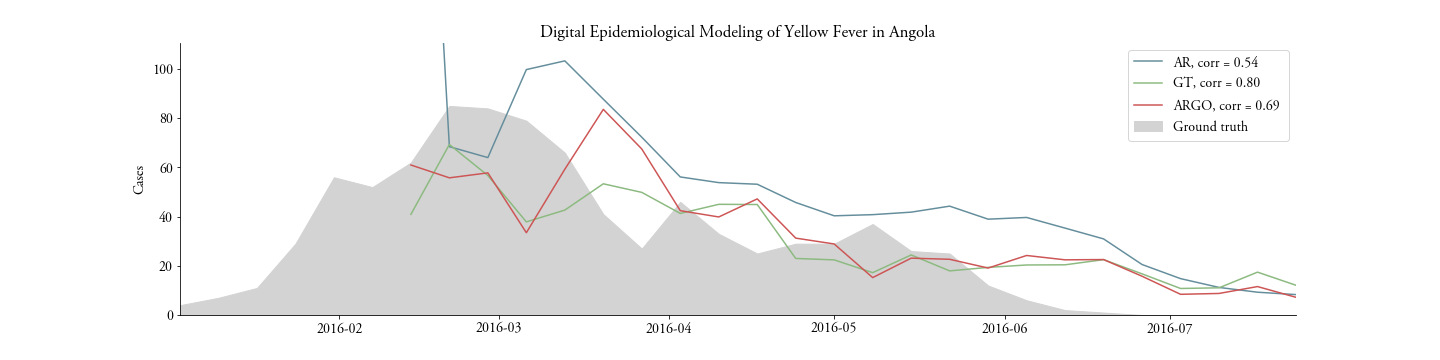 Digital Epidemiological Modeling of Yellow Fever in Angola
AR, corr = 0.54
GT, corr = 0.80
ARGO, corr = 0.69
Ground truth
Cases
100
80
60
40
20
0
2016-02 2016-03 2016-04 2016-05 2016-06 2016-07